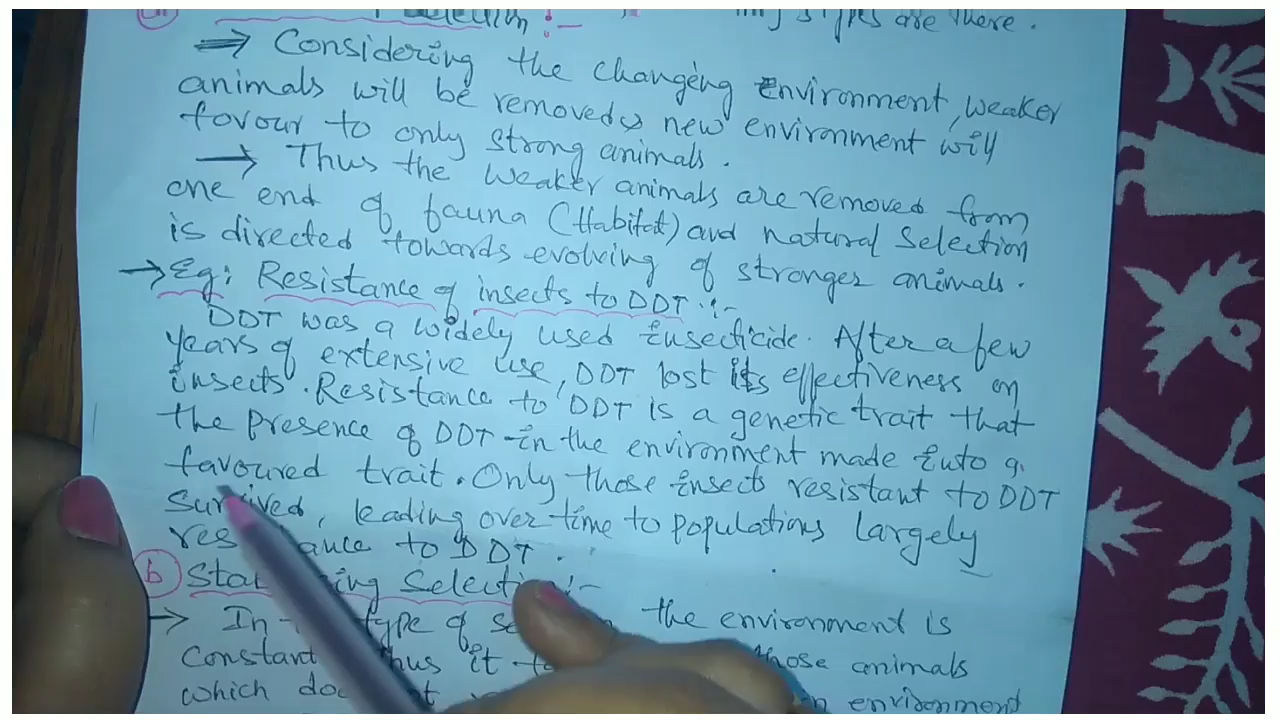 types are there.
⇒ Considering the changing Environment, weaker
animals will be removed & new environment will
favour to only strong animals.
→ Thus the weaker animals are removed from
one end of fauna (Habitat) and natural Selection
is directed towards evolving of stronger animals.
→ Eg: Resistance of insects to DDT :-
DDT was a widely used Insecticide. After a few
years of extensive use, DDT lost its effectiveness on
insects. Resistance to DDT is a genetic trait that
the presence of DDT in the environment made into a
favoured trait. Only those insects resistant to DDT
Survived, leading over time to populations largely
to DDT.
b) Selection :-
→ In type of the environment is
Constant Thus it those animals
which environment